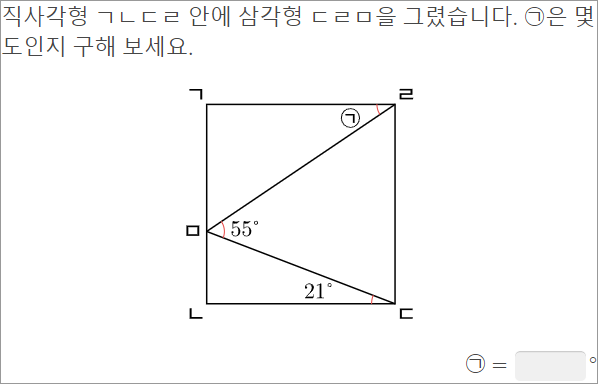 직사각형 ㄱㄴㄷㄹ 안에 삼각형 ㄷㄹㅁ을 그렸습니다. ㉠은 몇
도인지 구해 보세요.
ㄱ
ㄹ
㉠
ㅁ
55°
21°
ㄴ
ㄷ
㉠ = °